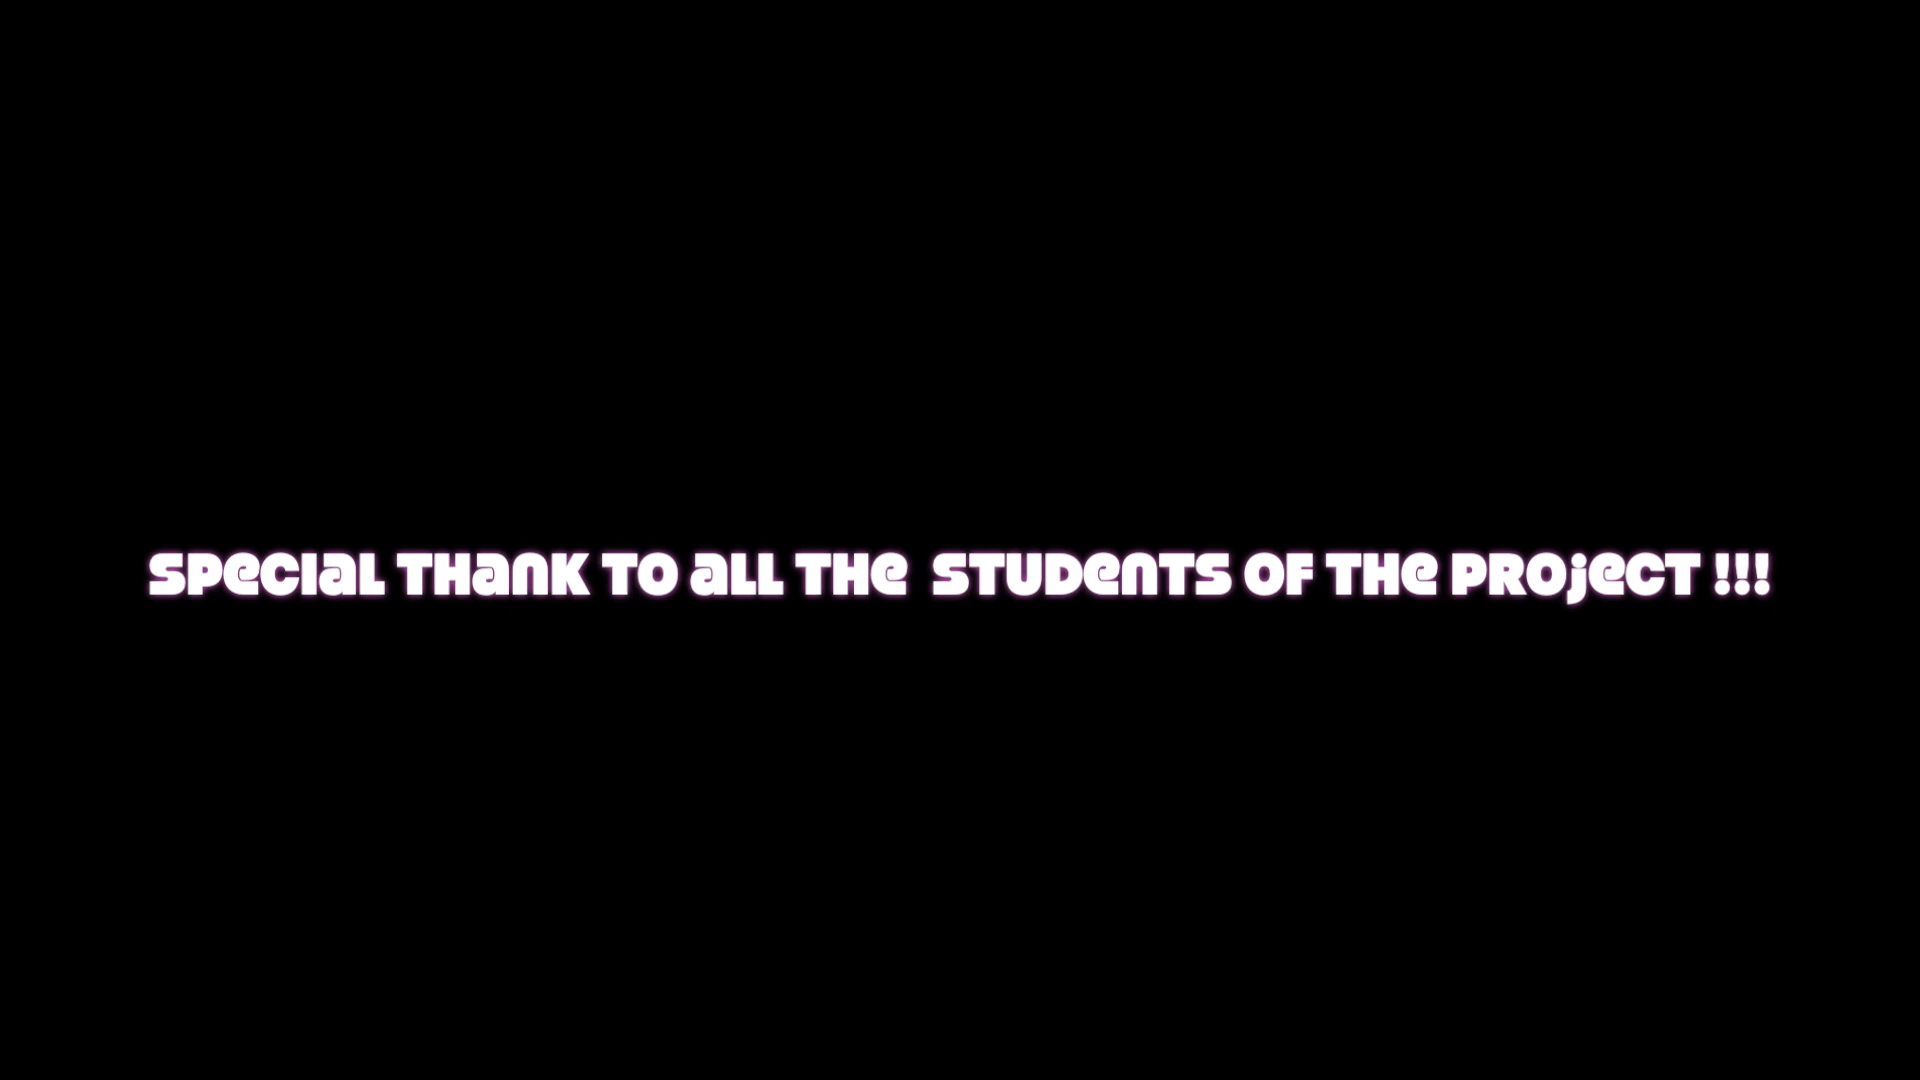 SPECIAL THANK TO ALL THE  STUDENTS OF THE PROJECT !!!